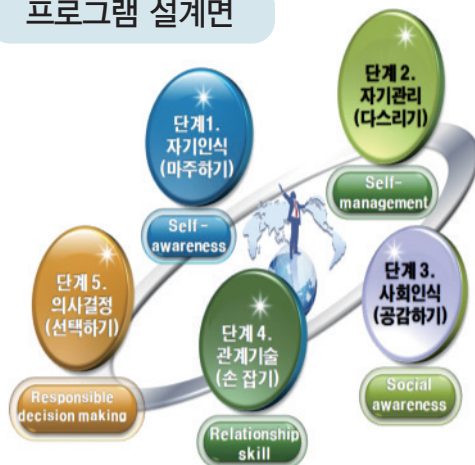 프로그램 설계면
단계1.
자기인식
(마주하기)
Self-
awareness
단계2.
자기관리
(다스리기)
Self-
management
단계3.
사회인식
(공감하기)
Social
awareness
단계4.
관계기술
(손 잡기)
Relationship
skill
단계5.
의사결정
(선택하기)
Responsible
decision making